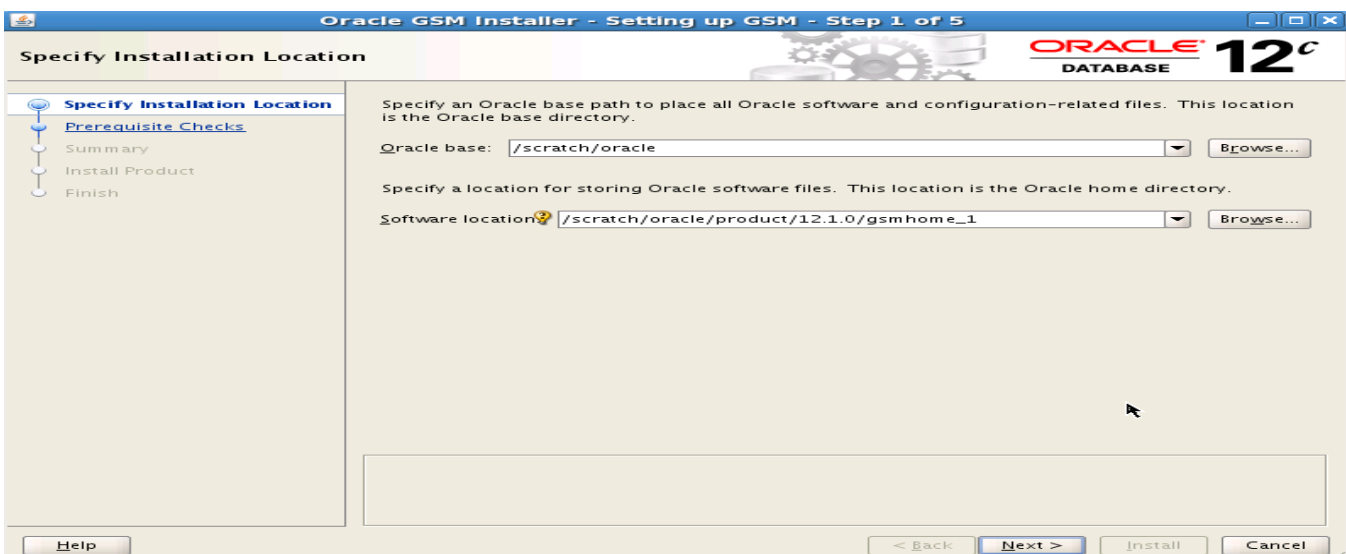 Oracle GSM Installer - Setting up GSM - Step 1 of 5
Specify Installation Location
ORACLE
DATABASE
12c
Specify Installation Location
Prerequisite Checks
Summary
Install Product
Finish
Specify an Oracle base path to place all Oracle software and configuration-related files. This location
is the Oracle base directory.
Oracle base: /scratch/oracle Browse...
Specify a location for storing Oracle software files. This location is the Oracle home directory.
Software location: /scratch/oracle/product/12.1.0/gsmhome_1 Browse...
Help < Back Next > Install Cancel